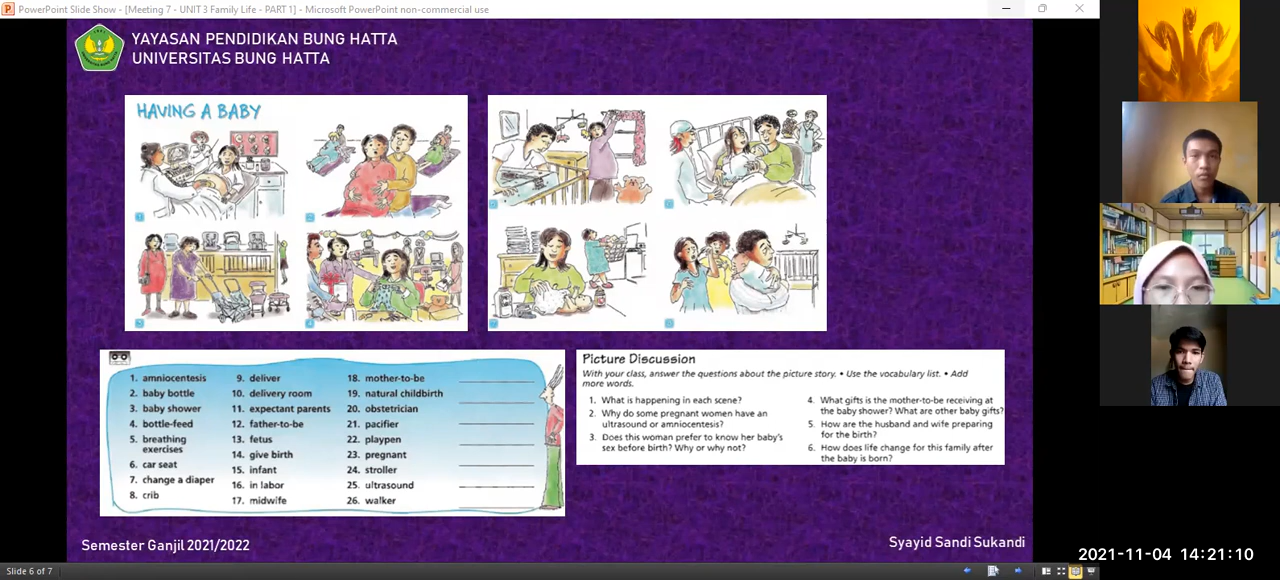 PowerPoint Slide Show - [Meeting 7 - UNIT 3 Family Life - PART 1] - Microsoft PowerPoint non-commercial use
YAYASAN PENDIDIKAN BUNG HATTA
UNIVERSITAS BUNG HATTA
HAVING A BABY
1. amniocentesis
2. baby bottle
3. baby shower
4. bottle-feed
5. breathing
exercises
6. car seat
7. change a diaper
8. crib
9. deliver
10. delivery room
11. expectant parents
12. father-to-be
13. fetus
14. give birth
15. infant
16. in labor
17. midwife
18. mother-to-be
19. natural childbirth
20. obstetrician
21. pacifier
22. playpen
23. pregnant
24. stroller
25. ultrasound
26. walker
Picture Discussion
With your class, answer the questions about the picture story. • Use the vocabulary list. • Add
more words.
1. What is happening in each scene?
2. Why do some pregnant women have an
ultrasound or amniocentesis?
3. Does this woman prefer to know her baby's
sex before birth? Why or why not?
4. What gifts is the mother-to-be receiving at
the baby shower? What are other baby gifts?
5. How are the husband and wife preparing
for the birth?
6. How does life change for this family after
the baby is born?
Semester Ganjil 2021/2022
Syayid Sandi Sukandi
2021-11-04 14:21:10
Slide 6 of 7